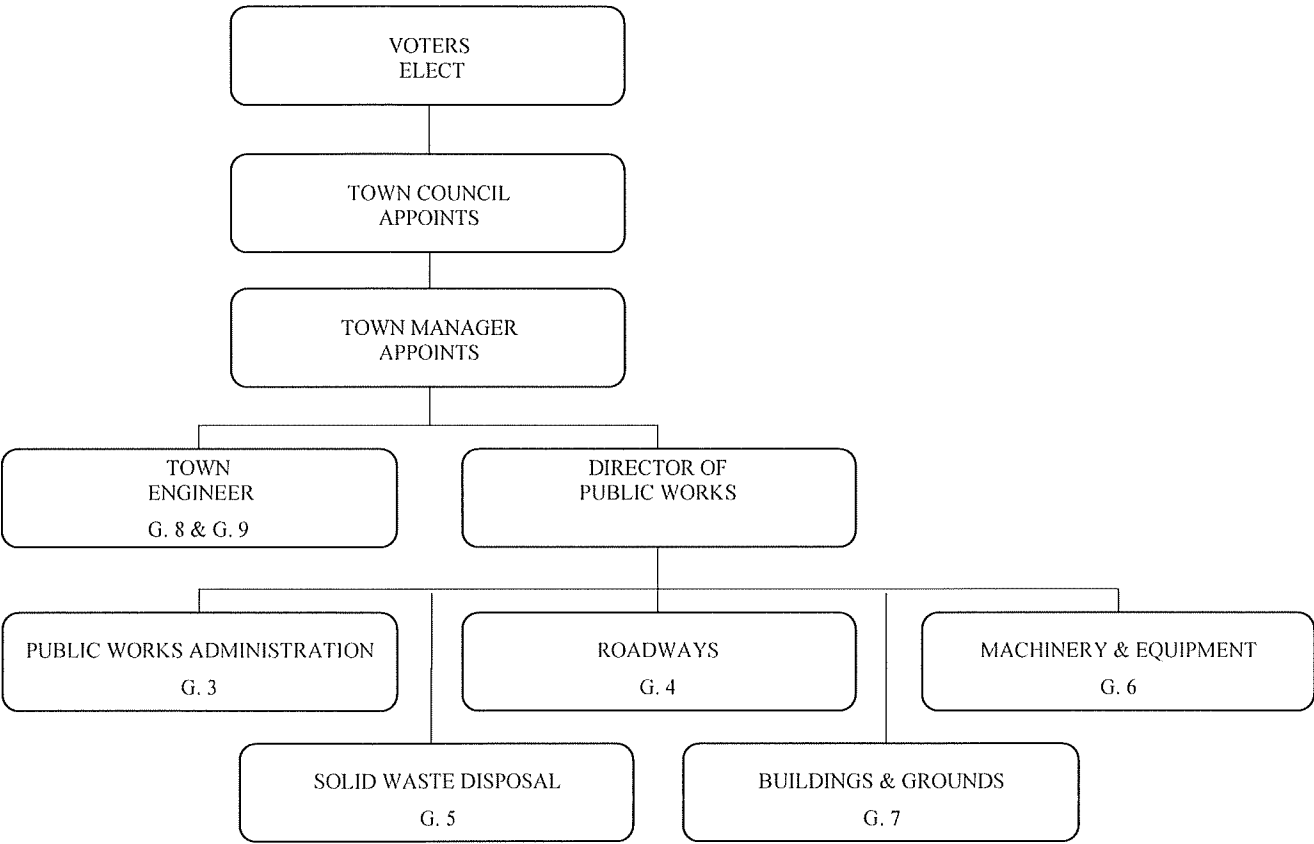 VOTERS
ELECT
TOWN COUNCIL
APPOINTS
TOWN MANAGER
APPOINTS
TOWN
ENGINEER
G. 8 & G. 9
DIRECTOR OF
PUBLIC WORKS
PUBLIC WORKS ADMINISTRATION
G. 3
ROADWAYS
G. 4
MACHINERY & EQUIPMENT
G. 6
SOLID WASTE DISPOSAL
G. 5
BUILDINGS & GROUNDS
G. 7